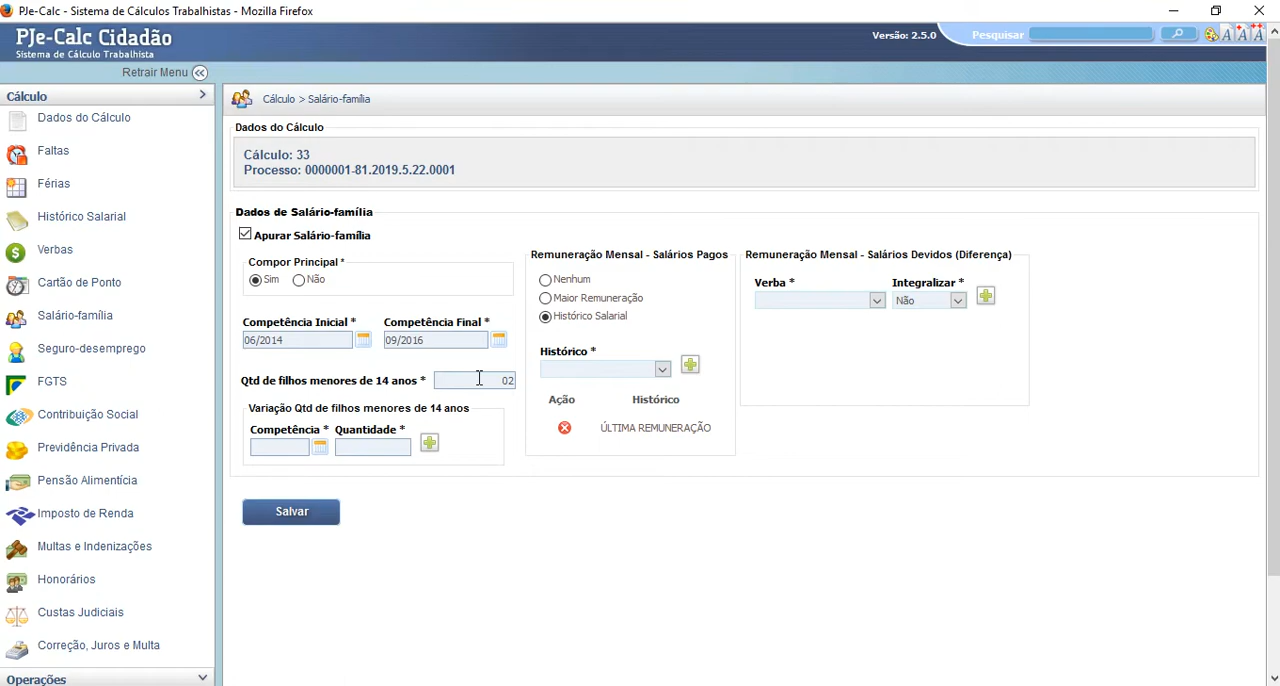 PJe-Calc - Sistema de Cálculos Trabalhistas - Mozilla Firefox
PJe-Calc Cidadão
Sistema de Cálculo Trabalhista
Versão: 2.5.0
Pesquisar
A A A
Retrair Menu
Cálculo
Dados do Cálculo
Faltas
Férias
Histórico Salarial
Verbas
Cartão de Ponto
Salário-família
Seguro-desemprego
FGTS
Contribuição Social
Previdência Privada
Pensão Alimentícia
Imposto de Renda
Multas e Indenizações
Honorários
Custas Judiciais
Correção, Juros e Multa
Operações
Cálculo > Salário-família
Dados do Cálculo
Cálculo: 33
Processo: 0000001-81.2019.5.22.0001
Dados de Salário-família
Apurar Salário-família
Compor Principal *
Sim Não
Competência Inicial * Competência Final *
06/2014 09/2016
Qtd de filhos menores de 14 anos * 02
Variação Qtd de filhos menores de 14 anos
Competência * Quantidade *
Remuneração Mensal - Salários Pagos
Nenhum
Maior Remuneração
Histórico Salarial
Histórico *
Ação Histórico
ÚLTIMA REMUNERAÇÃO
Remuneração Mensal - Salários Devidos (Diferença)
Verba * Integralizar *
Não
Salvar